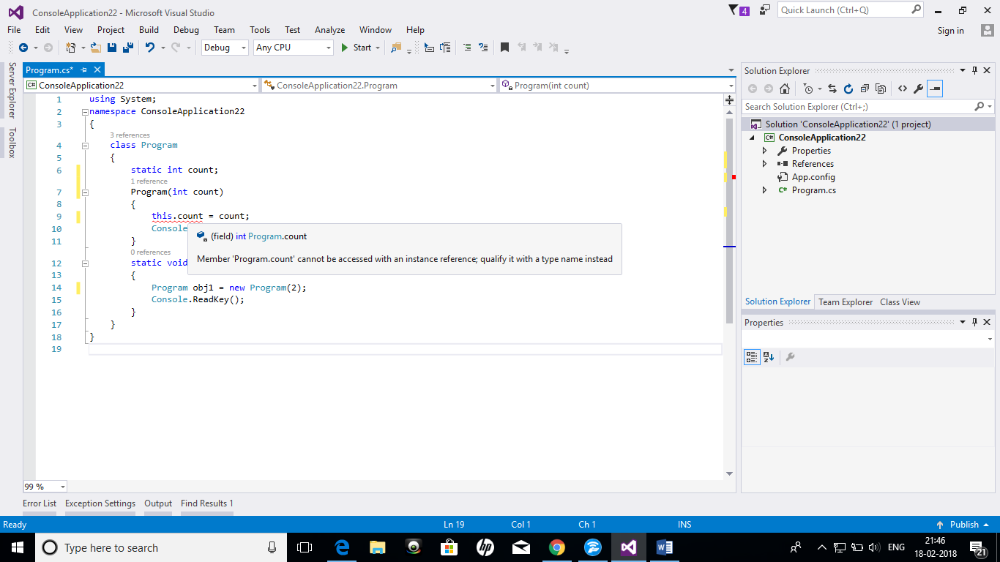 ConsoleApplication22 - Microsoft Visual Studio
4
Quick Launch (Ctrl+Q)
File Edit View Project Build Debug Team Tools Test Analyze Window Help
Sign in
Debug Any CPU Start
Server Explorer
Toolbox
Program.cs*
C# ConsoleApplication22
ConsoleApplication22.Program
Program(int count)
1 using System;
2 namespace ConsoleApplication22
3 {
3 references
4 class Program
5 {
6 static int count;
1 reference
7 Program(int count)
8 {
9 this.count = count;
10 Console
11 }
0 references
12 static void
13 {
14 Program obj1 = new Program(2);
15 Console.ReadKey();
16 }
17 }
18 }
19
(field) int Program.count
Member 'Program.count' cannot be accessed with an instance reference; qualify it with a type name instead
99 %
Solution Explorer
Search Solution Explorer (Ctrl+;)
Solution 'ConsoleApplication22' (1 project)
C# ConsoleApplication22
Properties
References
App.config
C# Program.cs
Solution Explorer Team Explorer Class View
Properties
Error List Exception Settings Output Find Results 1
Ready Ln 19 Col 1 Ch 1 INS Publish
Type here to search
ENG
21:46
18-02-2018
21